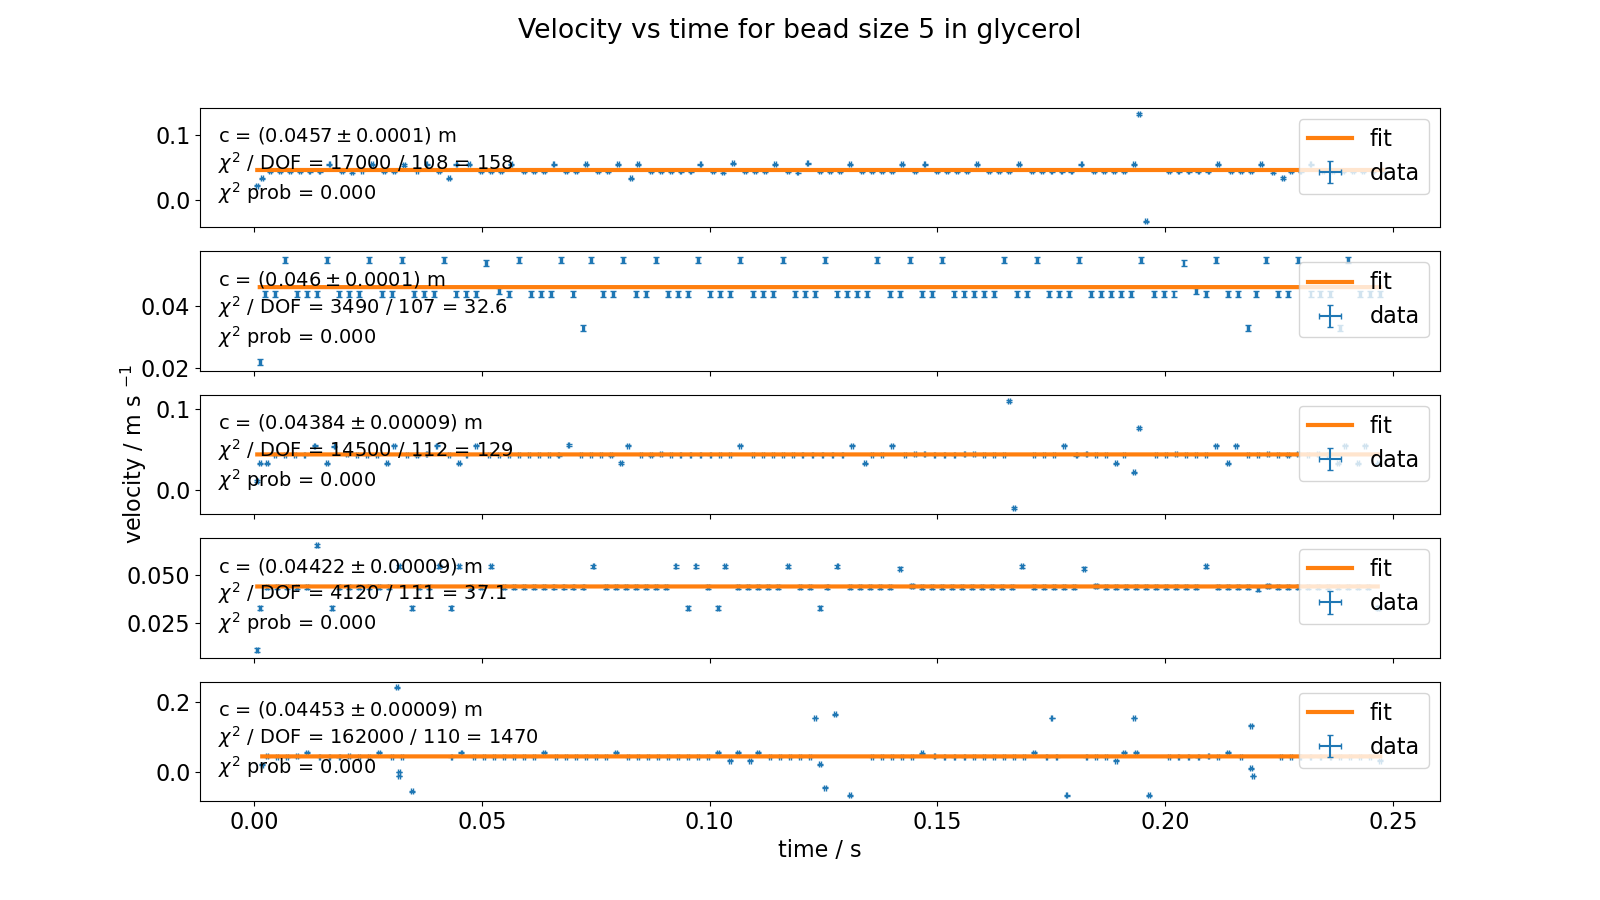 Velocity vs time for bead size 5 in glycerol
velocity / m s ⁻¹
0.1
0.0
c = (0.0457 ± 0.0001) m
χ² / DOF = 17000 / 108 = 158
χ² prob = 0.000
fit
data
0.04
0.02
c = (0.046 ± 0.0001) m
χ² / DOF = 3490 / 107 = 32.6
χ² prob = 0.000
fit
data
0.1
0.0
c = (0.04384 ± 0.00009) m
χ² / DOF = 14500 / 112 = 129
χ² prob = 0.000
fit
data
0.050
0.025
c = (0.04422 ± 0.00009) m
χ² / DOF = 4120 / 111 = 37.1
χ² prob = 0.000
fit
data
0.2
0.0
c = (0.04453 ± 0.00009) m
χ² / DOF = 162000 / 110 = 1470
χ² prob = 0.000
fit
data
0.00 0.05 0.10 0.15 0.20 0.25
time / s